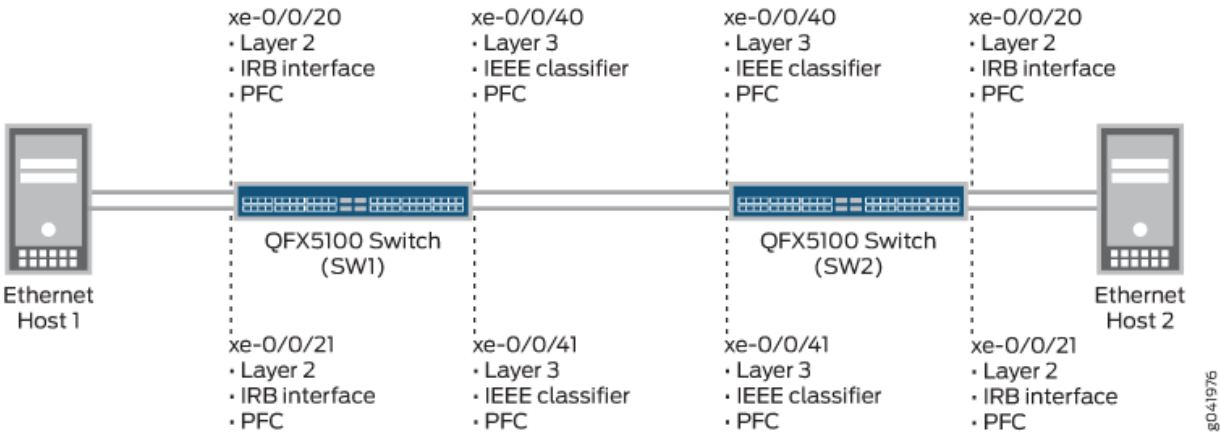 xe-0/0/20
· Layer 2
· IRB interface
· PFC
xe-0/0/40
· Layer 3
· IEEE classifier
· PFC
xe-0/0/40
· Layer 3
· IEEE classifier
· PFC
xe-0/0/20
· Layer 2
· IRB interface
· PFC
Ethernet
Host 1
QFX5100 Switch
(SW1)
QFX5100 Switch
(SW2)
Ethernet
Host 2
xe-0/0/21
· Layer 2
· IRB interface
· PFC
xe-0/0/41
· Layer 3
· IEEE classifier
· PFC
xe-0/0/41
· Layer 3
· IEEE classifier
· PFC
xe-0/0/21
· Layer 2
· IRB interface
· PFC
g041976